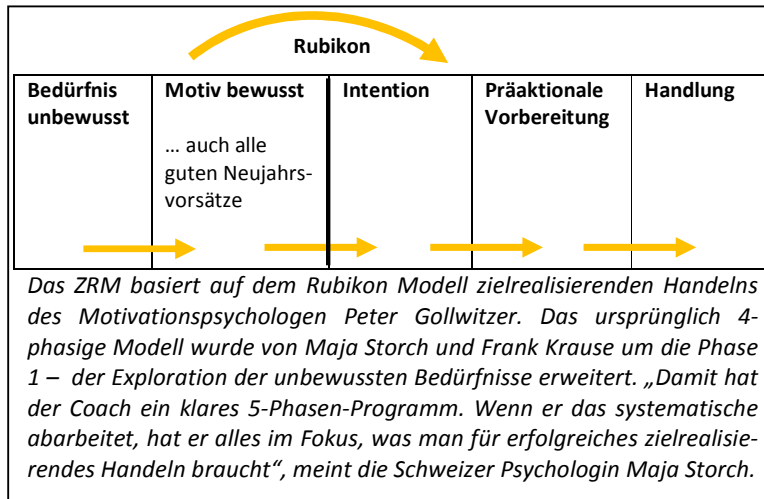 Rubikon
Bedürfnis unbewusst
Motiv bewusst
… auch alle guten Neujahrs-
vorsätze
Intention
Präaktionale Vorbereitung
Handlung
Das ZRM basiert auf dem Rubikon Modell zielrealisierenden Handelns
des Motivationspsychologen Peter Gollwitzer. Das ursprünglich 4-
phasige Modell wurde von Maja Storch und Frank Krause um die Phase
1 – der Exploration der unbewussten Bedürfnisse erweitert. „Damit hat
der Coach ein klares 5-Phasen-Programm. Wenn er das systematische
abarbeitet, hat er alles im Fokus, was man für erfolgreiches zielrealisie-
rendes Handeln braucht“, meint die Schweizer Psychologin Maja Storch.